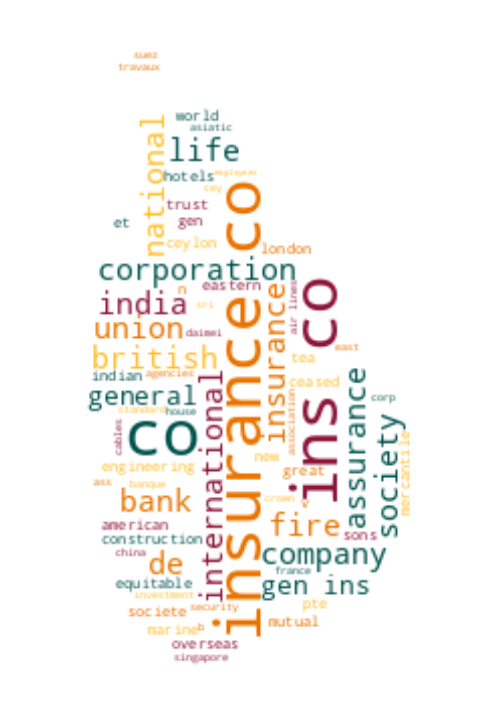 suez
travaux
world
asiatic
national
life
hotels
employees
cey
trust
et
gen
ceylon
london
insurance co
corporation
eastern
n
india
sri
air lines
ins co
insurance
union
daimei
east
british
tea
indian
agencies
ceased
general
international
assurance
corp
standard
house
association
society
mercantile
cables
co
engineering
new
great
ass
banque
bank
crown
american
fire
sons
construction
china
company
de
france
equitable
gen ins
investment
pte
societe
security
mutual
marine
b
overseas
singapore